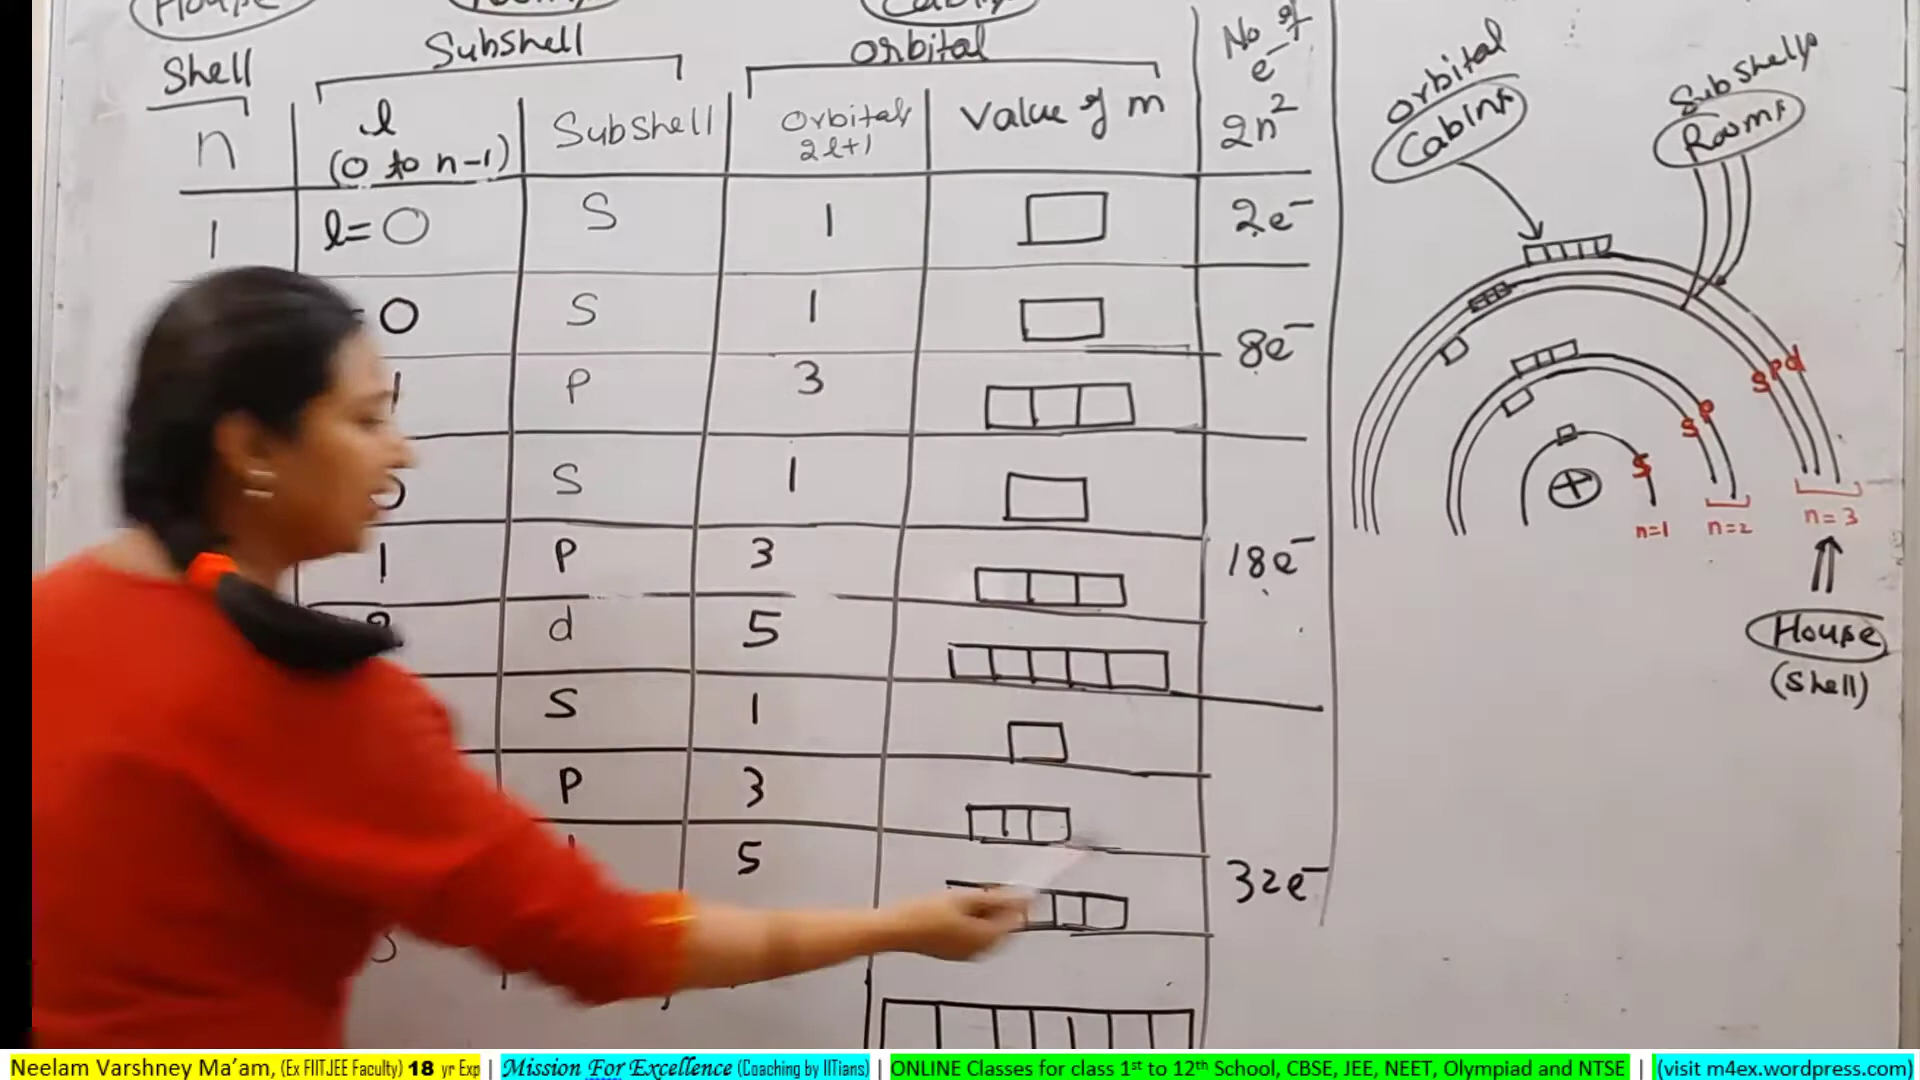 House
Shell
Subshell
Orbital
No of e⁻
n
l
(0 to n-1)
Subshell
Orbitals
2l+1
Value of m
2n²
1
l=0
S
1
2e⁻
0
S
1
8e⁻
1
P
3
S
1
1
P
3
18e⁻
d
5
S
1
P
3
5
32e⁻
Orbital
Cabins
Subshells
Rooms
s p d
s p
s
n=1
n=2
n=3
House
(Shell)
Neelam Varshney Ma’am, (Ex FIITJEE Faculty) 18 yr Exp | Mission For Excellence (Coaching by IITians) | ONLINE Classes for class 1st to 12th School, CBSE, JEE, NEET, Olympiad and NTSE | (visit m4ex.wordpress.com)